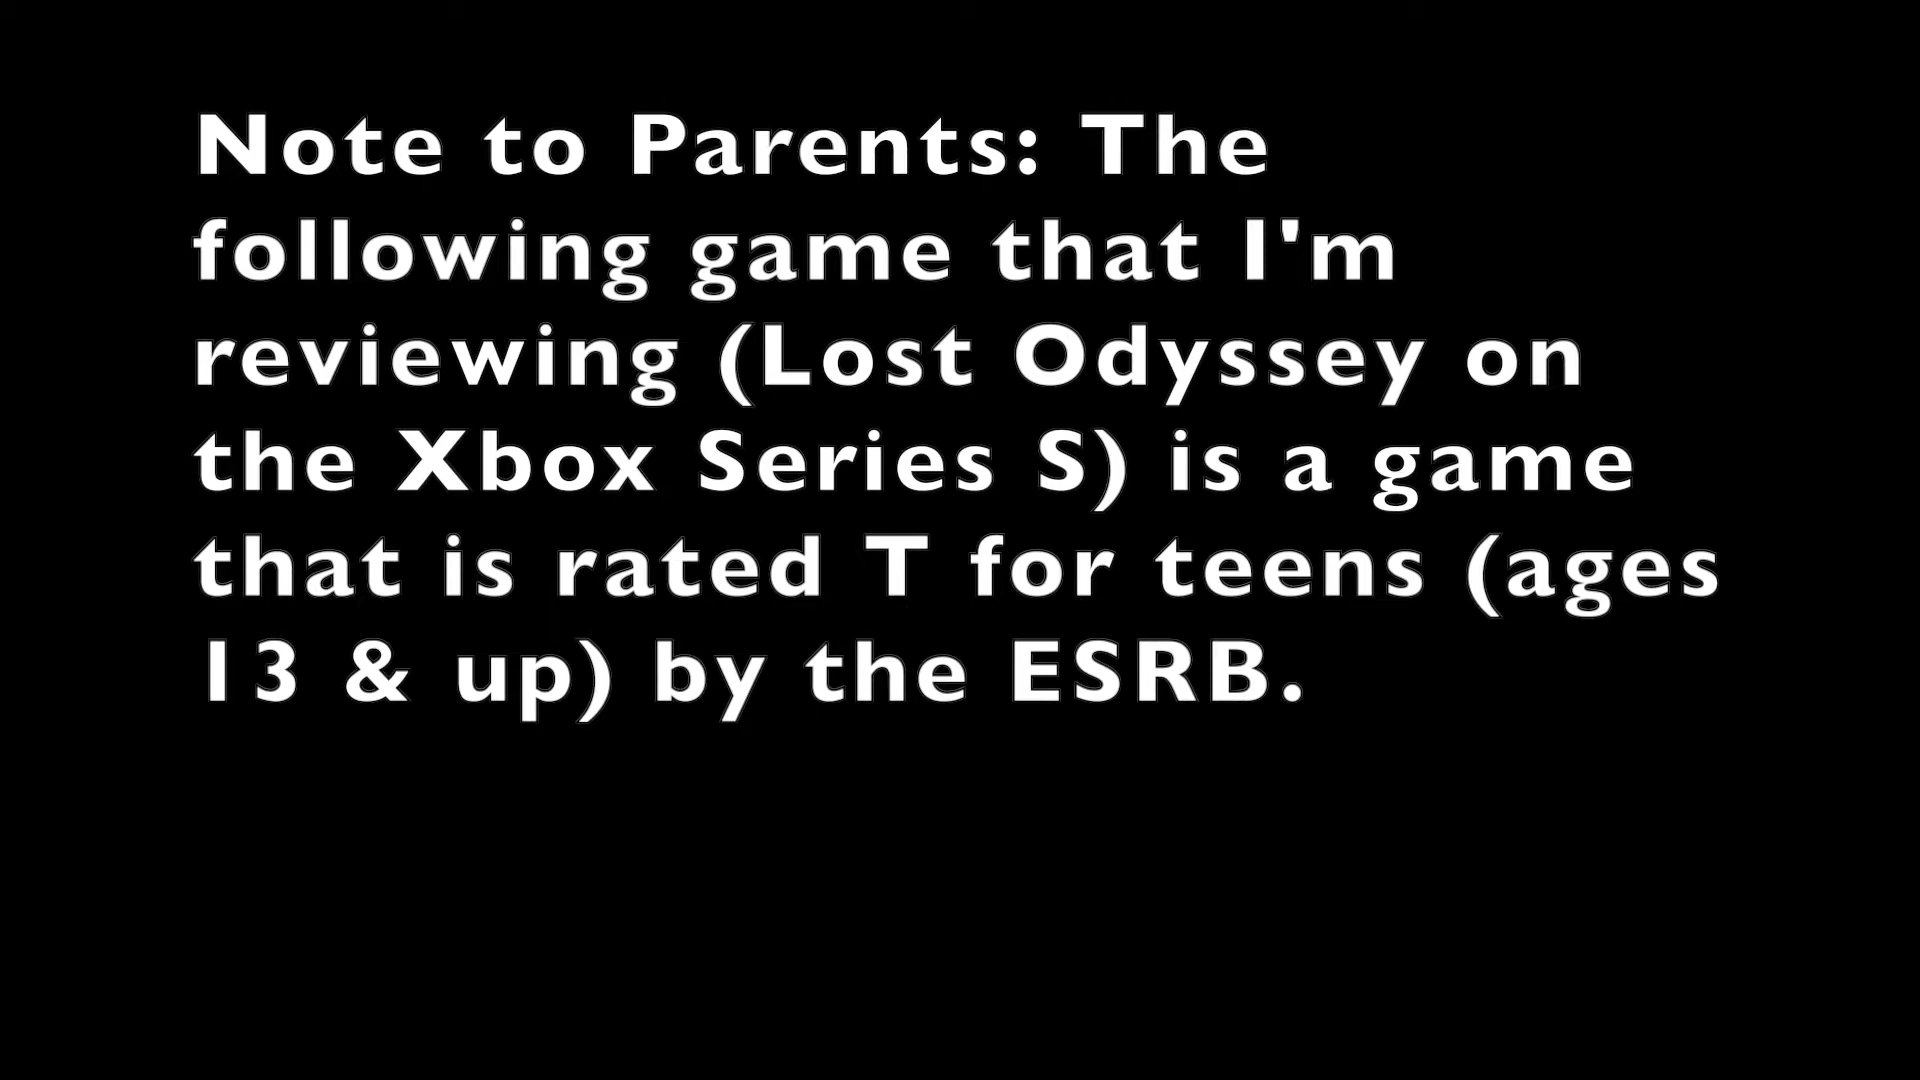 Note to Parents: The
following game that I'm
reviewing (Lost Odyssey on
the Xbox Series S) is a game
that is rated T for teens (ages
13 & up) by the ESRB.